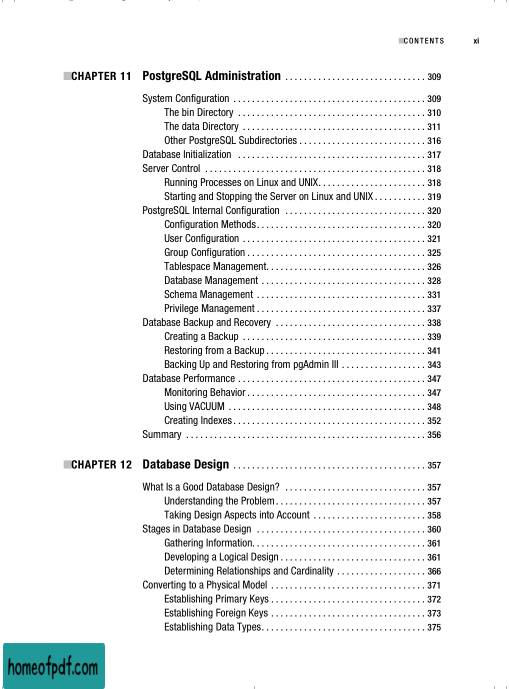 ■CONTENTS xi
■CHAPTER 11 PostgreSQL Administration . . . . . . . . . . . . . . . . . . . . . . . . . . . . . . 309
System Configuration . . . . . . . . . . . . . . . . . . . . . . . . . . . . . . . . . . . . . . . . . 309
The bin Directory . . . . . . . . . . . . . . . . . . . . . . . . . . . . . . . . . . . . . . . . 310
The data Directory . . . . . . . . . . . . . . . . . . . . . . . . . . . . . . . . . . . . . . . 311
Other PostgreSQL Subdirectories . . . . . . . . . . . . . . . . . . . . . . . . . . . 316
Database Initialization . . . . . . . . . . . . . . . . . . . . . . . . . . . . . . . . . . . . . . . . 317
Server Control . . . . . . . . . . . . . . . . . . . . . . . . . . . . . . . . . . . . . . . . . . . . . . . 318
Running Processes on Linux and UNIX. . . . . . . . . . . . . . . . . . . . . . . 318
Starting and Stopping the Server on Linux and UNIX . . . . . . . . . . . 319
PostgreSQL Internal Configuration . . . . . . . . . . . . . . . . . . . . . . . . . . . . . . 320
Configuration Methods. . . . . . . . . . . . . . . . . . . . . . . . . . . . . . . . . . . . 320
User Configuration . . . . . . . . . . . . . . . . . . . . . . . . . . . . . . . . . . . . . . . 321
Group Configuration . . . . . . . . . . . . . . . . . . . . . . . . . . . . . . . . . . . . . . 325
Tablespace Management. . . . . . . . . . . . . . . . . . . . . . . . . . . . . . . . . . 326
Database Management . . . . . . . . . . . . . . . . . . . . . . . . . . . . . . . . . . . 328
Schema Management . . . . . . . . . . . . . . . . . . . . . . . . . . . . . . . . . . . . 331
Privilege Management . . . . . . . . . . . . . . . . . . . . . . . . . . . . . . . . . . . . 337
Database Backup and Recovery . . . . . . . . . . . . . . . . . . . . . . . . . . . . . . . . 338
Creating a Backup . . . . . . . . . . . . . . . . . . . . . . . . . . . . . . . . . . . . . . . 339
Restoring from a Backup . . . . . . . . . . . . . . . . . . . . . . . . . . . . . . . . . . 341
Backing Up and Restoring from pgAdmin III . . . . . . . . . . . . . . . . . . 343
Database Performance . . . . . . . . . . . . . . . . . . . . . . . . . . . . . . . . . . . . . . . . 347
Monitoring Behavior . . . . . . . . . . . . . . . . . . . . . . . . . . . . . . . . . . . . . . 347
Using VACUUM . . . . . . . . . . . . . . . . . . . . . . . . . . . . . . . . . . . . . . . . . . 348
Creating Indexes. . . . . . . . . . . . . . . . . . . . . . . . . . . . . . . . . . . . . . . . . 352
Summary . . . . . . . . . . . . . . . . . . . . . . . . . . . . . . . . . . . . . . . . . . . . . . . . . . . 356
■CHAPTER 12 Database Design . . . . . . . . . . . . . . . . . . . . . . . . . . . . . . . . . . . . . . . . . 357
What Is a Good Database Design? . . . . . . . . . . . . . . . . . . . . . . . . . . . . . . 357
Understanding the Problem . . . . . . . . . . . . . . . . . . . . . . . . . . . . . . . . 357
Taking Design Aspects into Account . . . . . . . . . . . . . . . . . . . . . . . . 358
Stages in Database Design . . . . . . . . . . . . . . . . . . . . . . . . . . . . . . . . . . . . 360
Gathering Information. . . . . . . . . . . . . . . . . . . . . . . . . . . . . . . . . . . . . 361
Developing a Logical Design . . . . . . . . . . . . . . . . . . . . . . . . . . . . . . . 361
Determining Relationships and Cardinality . . . . . . . . . . . . . . . . . . . 366
Converting to a Physical Model . . . . . . . . . . . . . . . . . . . . . . . . . . . . . . . . . 371
Establishing Primary Keys . . . . . . . . . . . . . . . . . . . . . . . . . . . . . . . . . 372
Establishing Foreign Keys . . . . . . . . . . . . . . . . . . . . . . . . . . . . . . . . . 373
Establishing Data Types. . . . . . . . . . . . . . . . . . . . . . . . . . . . . . . . . . . 375
homeofpdf.com